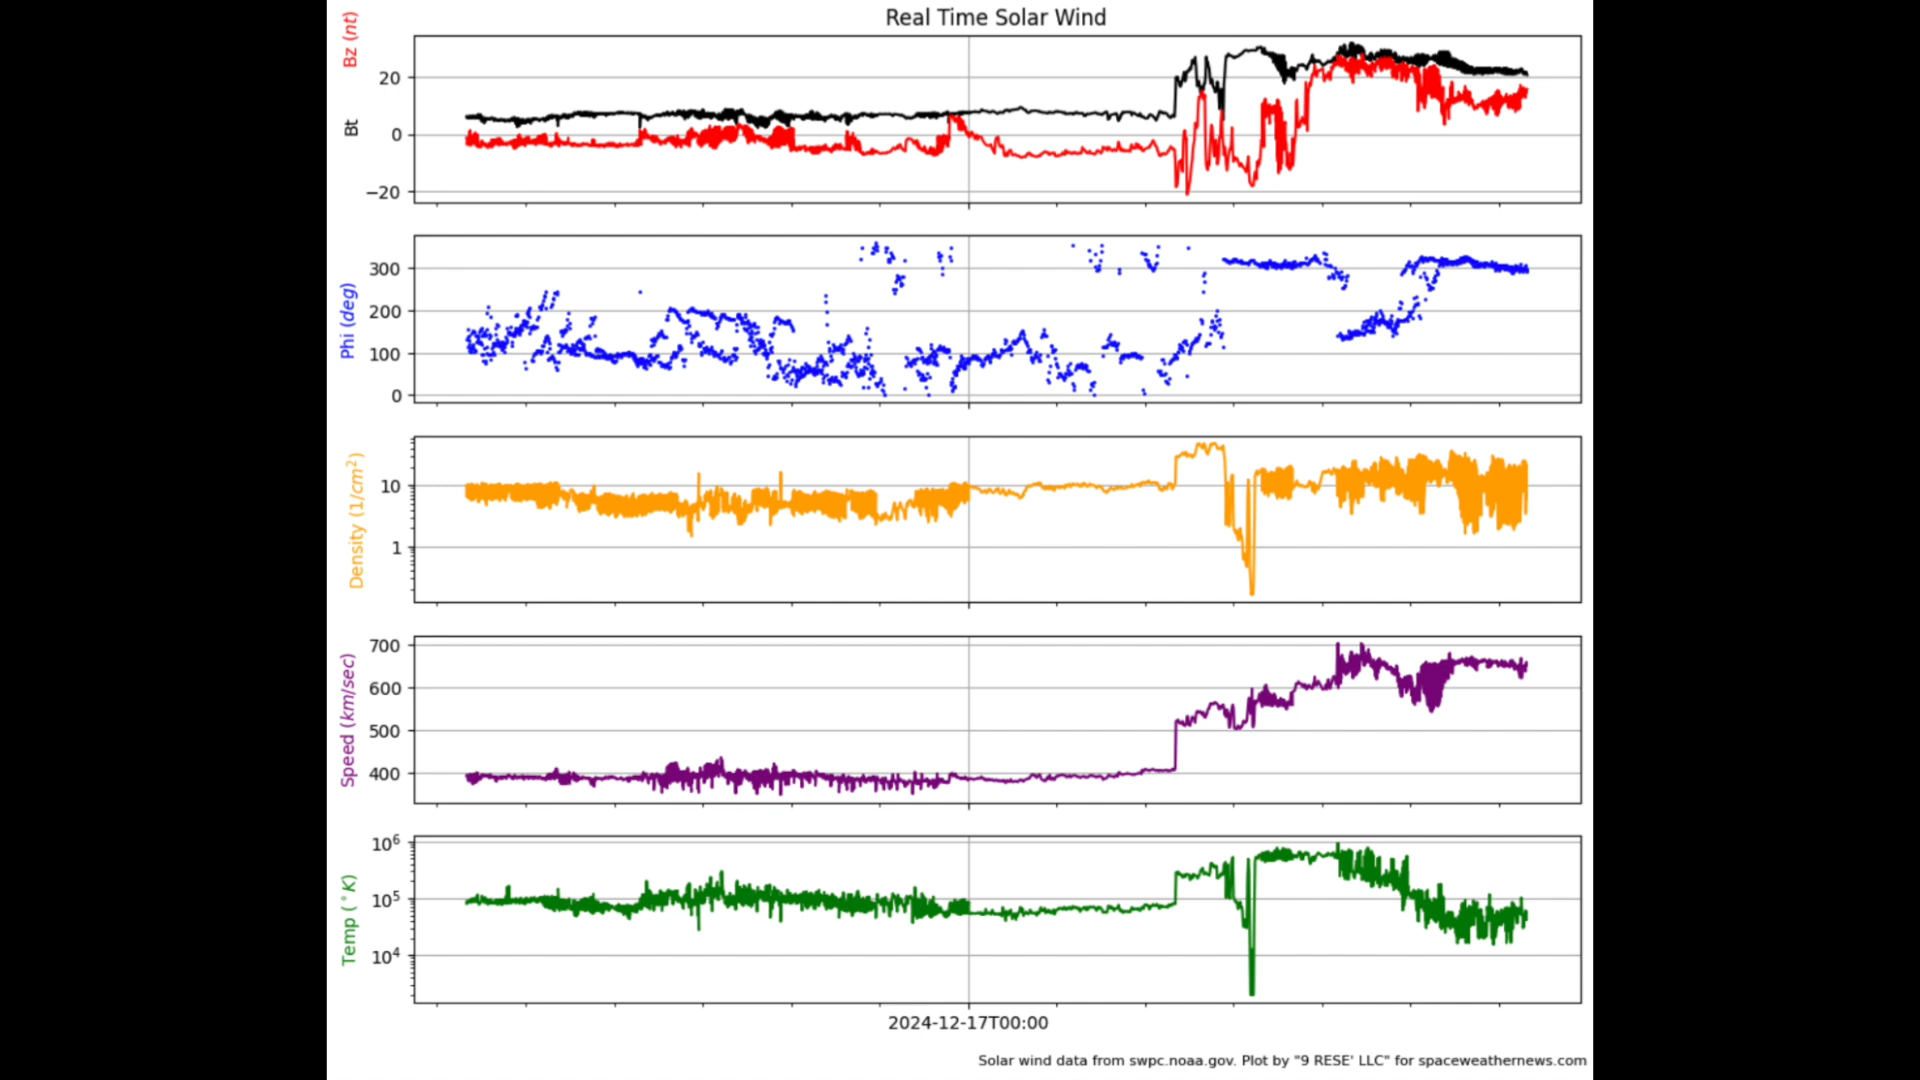 Real Time Solar Wind
Bz (nt)
Bt
20
0
−20
Phi (deg)
300
200
100
0
Density (1/cm²)
10
1
Speed (km/sec)
700
600
500
400
Temp (°K)
10⁶
10⁵
10⁴
2024-12-17T00:00
Solar wind data from swpc.noaa.gov. Plot by "9 RESE' LLC" for spaceweathernews.com